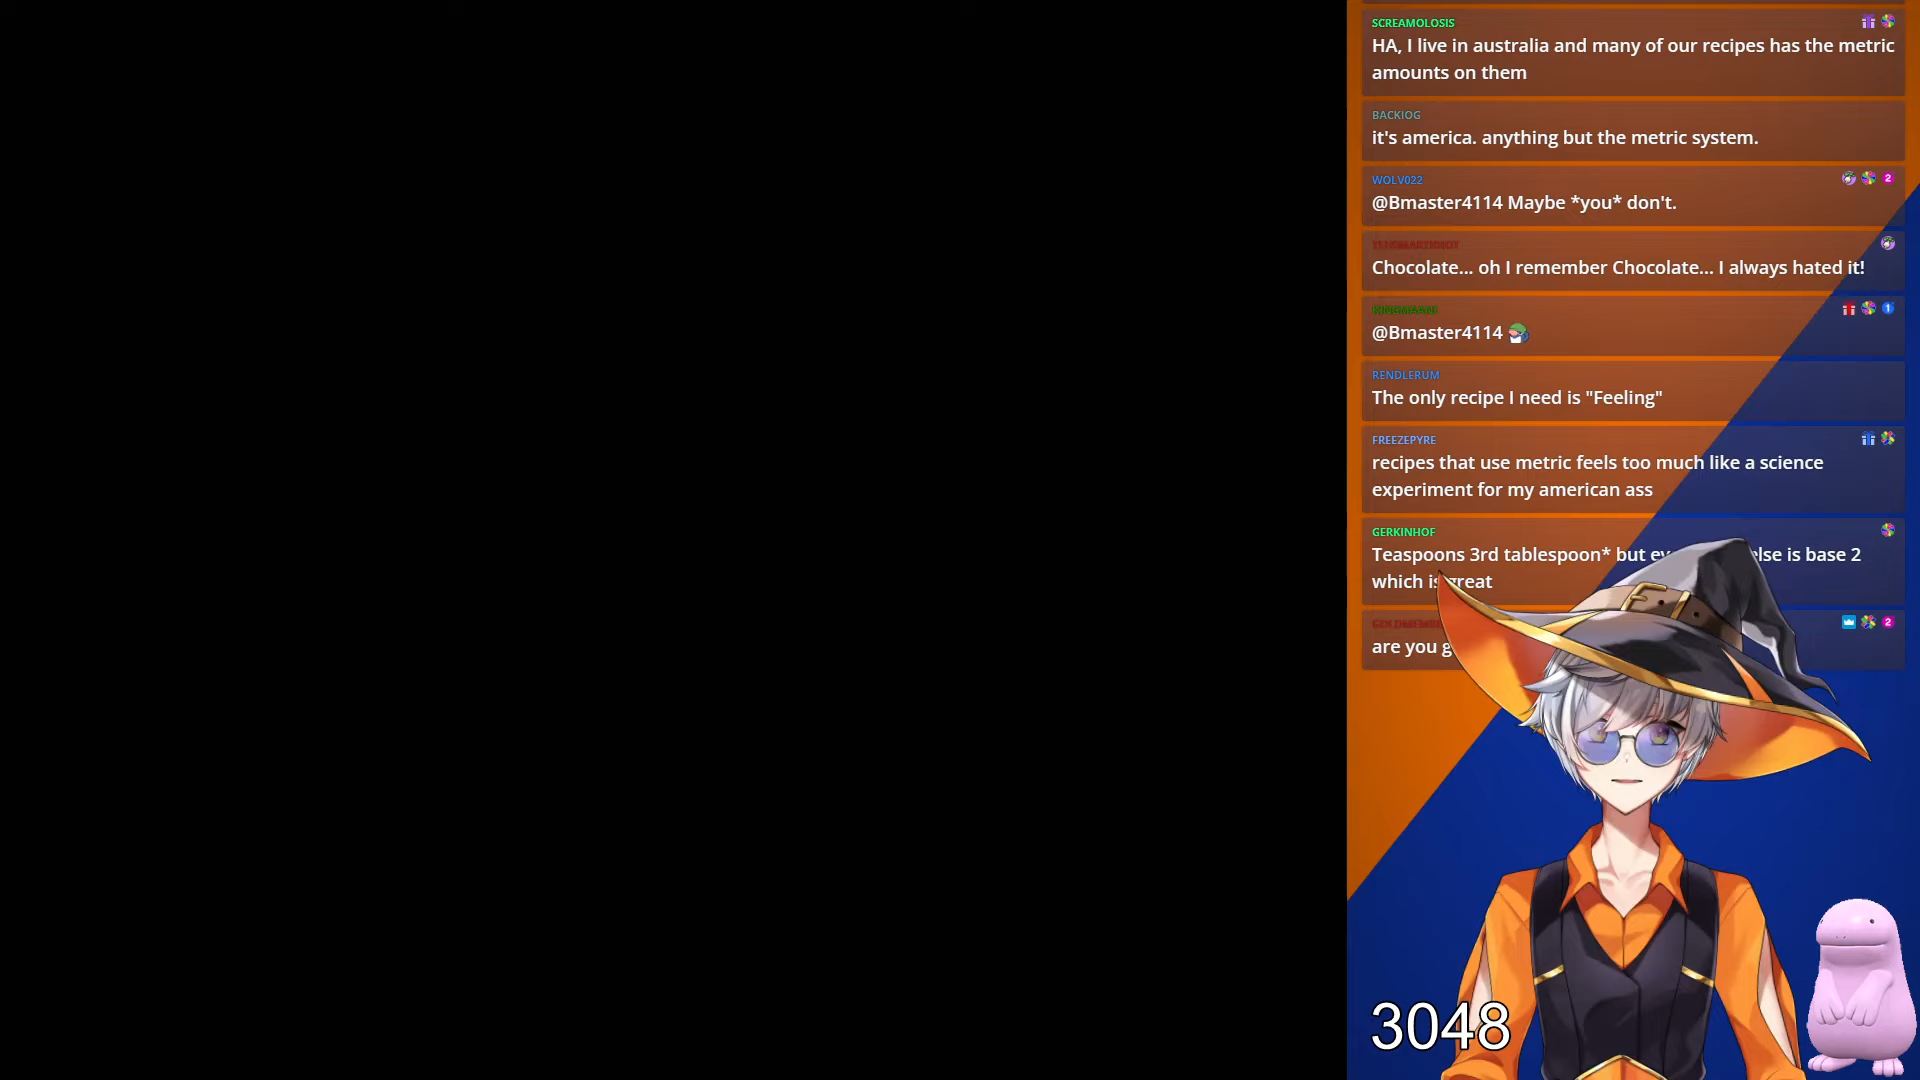 SCREAMOLOSIS
HA, I live in australia and many of our recipes has the metric
amounts on them
BACKIOG
it's america. anything but the metric system.
WOLV022
2
@Bmaster4114 Maybe *you* don't.
Chocolate... oh I remember Chocolate... I always hated it!
1
@Bmaster4114
RENDLERUM
The only recipe I need is "Feeling"
FREEZEPYRE
recipes that use metric feels too much like a science
experiment for my american ass
GERKINHOF
Teaspoons 3rd tablespoon* but else is base 2
which is great
2
are you
3048